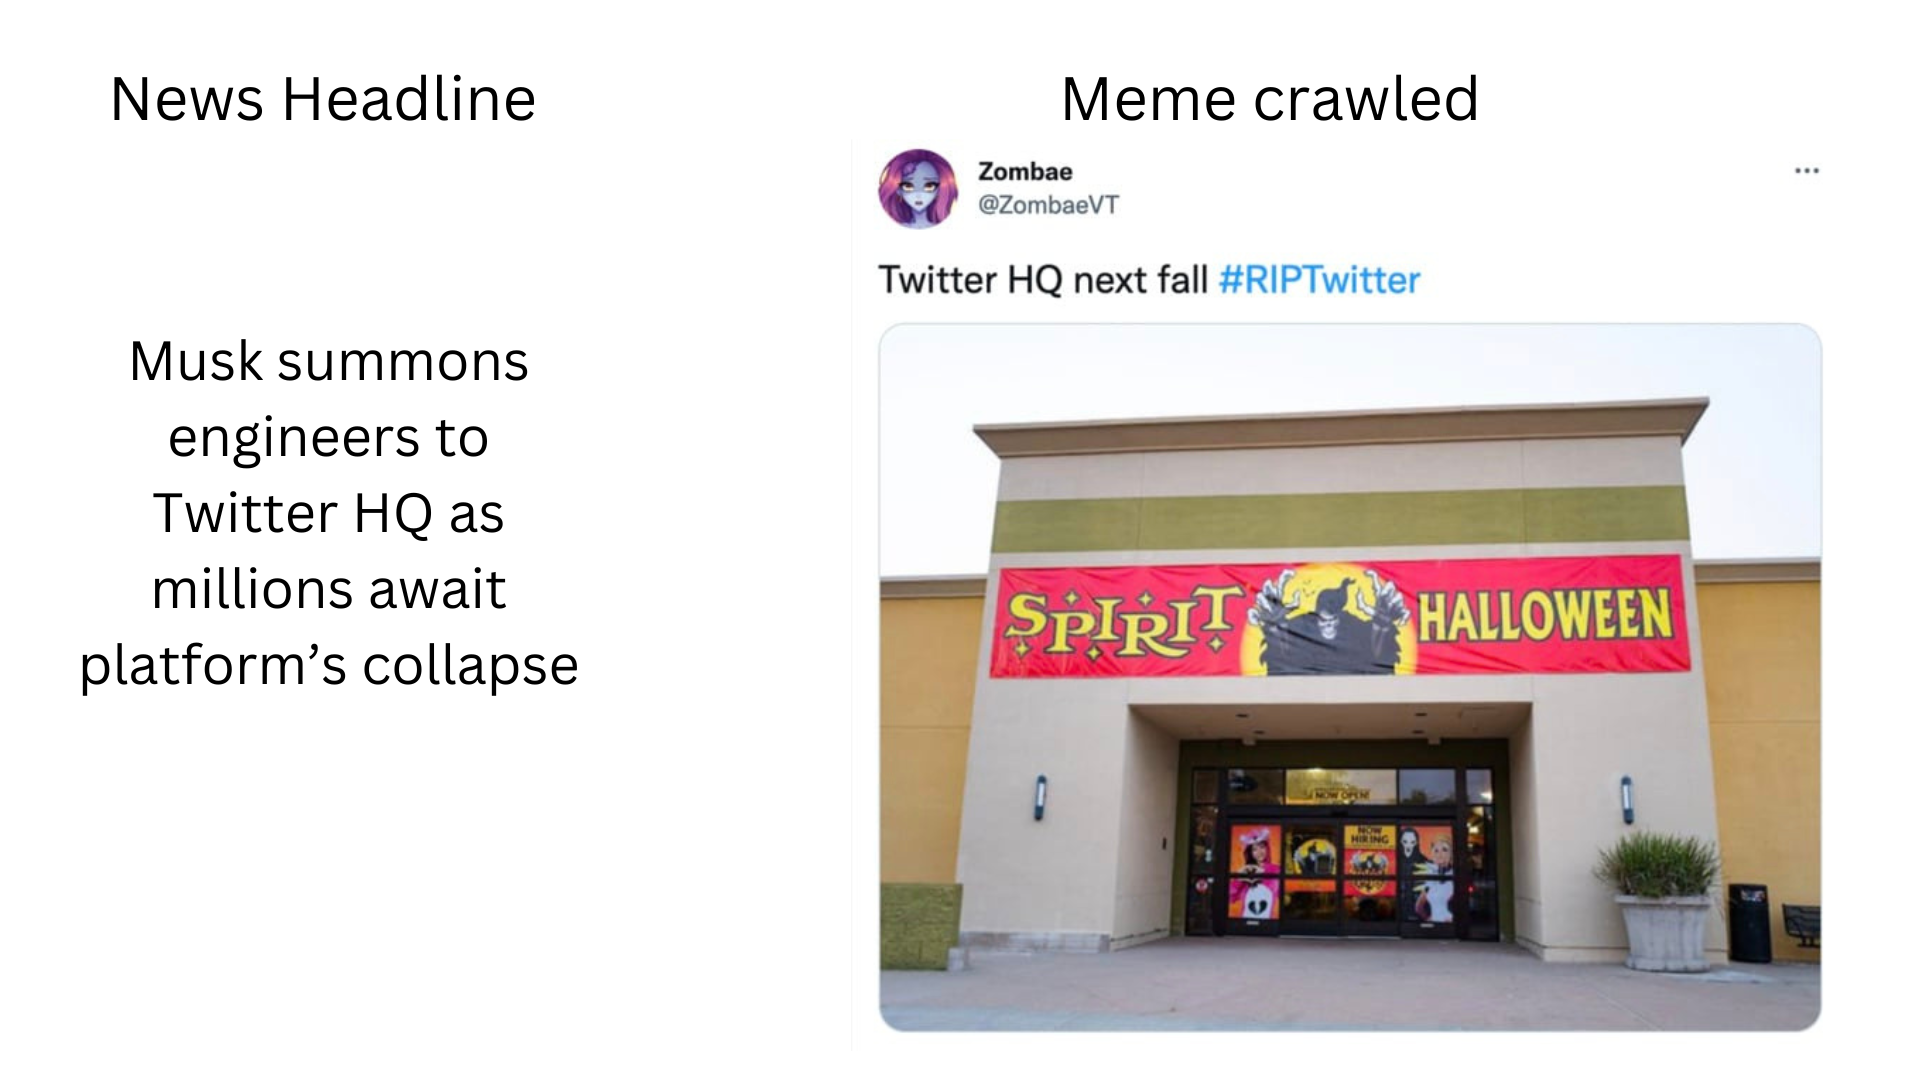 News Headline
Musk summons
engineers to
Twitter HQ as
millions await
platform’s collapse
Meme crawled
Zombae
@ZombaeVT
Twitter HQ next fall #RIPTwitter
SPIRIT HALLOWEEN
NOW OPEN!
NOW
HIRING